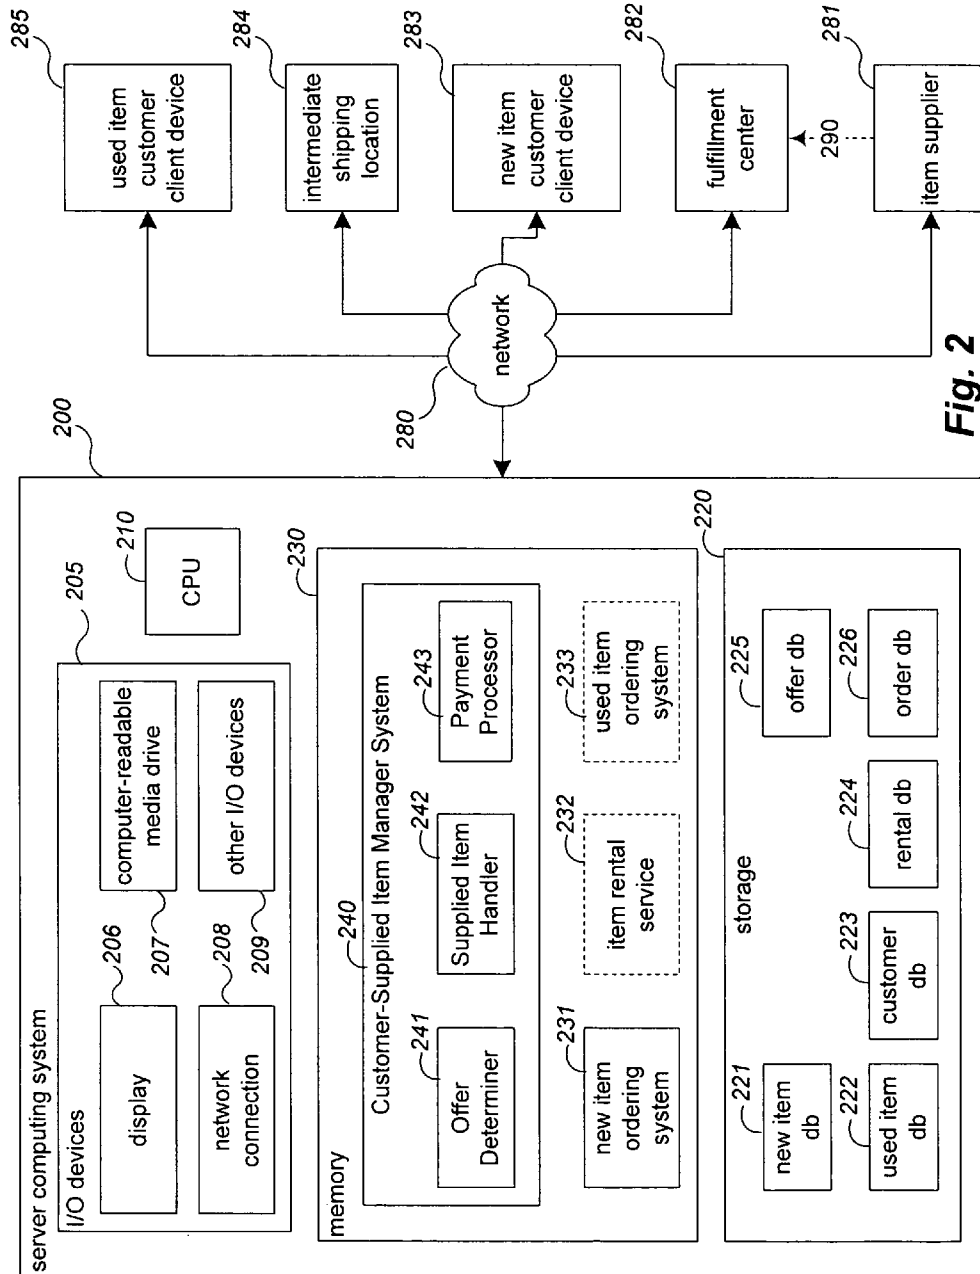 server computing system
200
I/O devices
205
display
206
computer-readable
media drive
207
network
connection
208
other I/O devices
209
CPU
210
memory
230
Customer-Supplied Item Manager System
240
Offer
Determiner
241
Supplied Item
Handler
242
Payment
Processor
243
new item
ordering
system
231
item rental
service
232
used item
ordering
system
233
storage
220
new item
db
221
used item db
222
customer
db
223
rental db
224
offer db
225
order db
226
network
280
used item
customer
client device
285
intermediate
shipping
location
284
new item
customer
client device
283
fulfillment
center
282
290
item supplier
281
Fig. 2